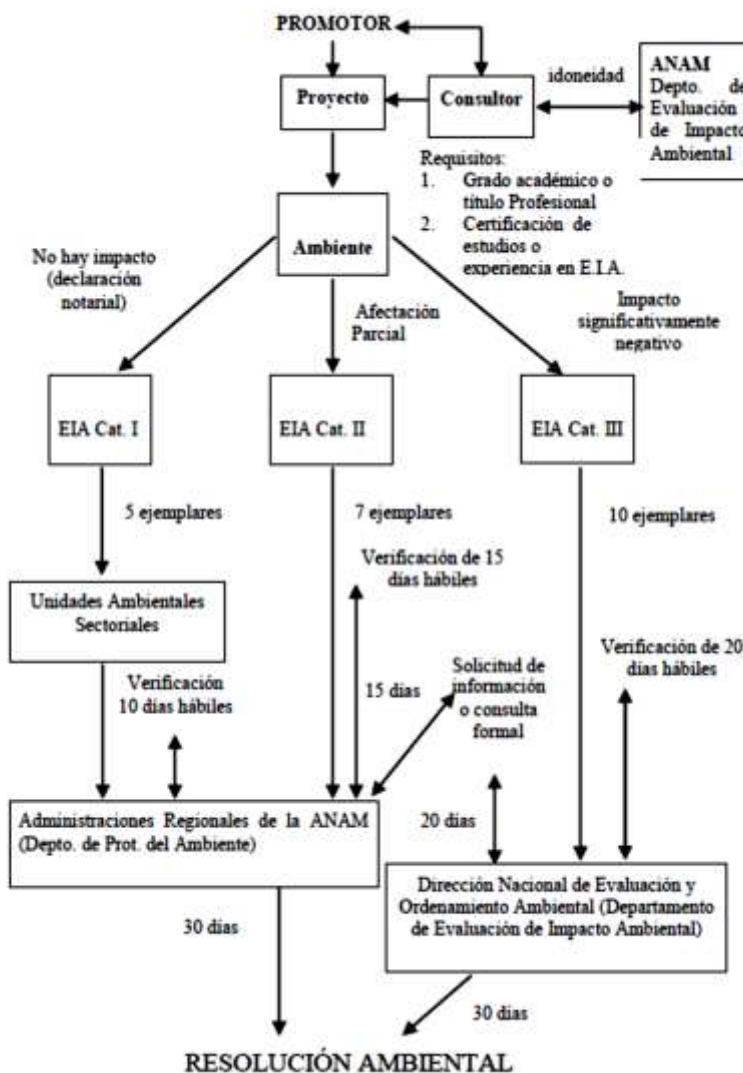 PROMOTOR
Proyecto
Consultor
idoneidad
ANAM
Depto. de
Evaluación
de Impacto
Ambiental
Requisitos:
1. Grado académico o
título Profesional
2. Certificación de
estudios o
experiencia en E.I.A.
Ambiente
No hay impacto
(declaración
notarial)
Afectación
Parcial
Impacto
significativamente
negativo
EIA Cat. I
EIA Cat. II
EIA Cat. III
5 ejemplares
7 ejemplares
10 ejemplares
Verificación de 15
días hábiles
Unidades Ambientales
Sectoriales
Verificación
10 días hábiles
15 días
Solicitud de
información
o consulta
formal
Verificación de 20
días hábiles
Administraciones Regionales de la ANAM
(Depto. de Prot. del Ambiente)
20 días
Dirección Nacional de Evaluación y
Ordenamiento Ambiental (Departamento
de Evaluación de Impacto Ambiental)
30 días
30 días
RESOLUCIÓN AMBIENTAL